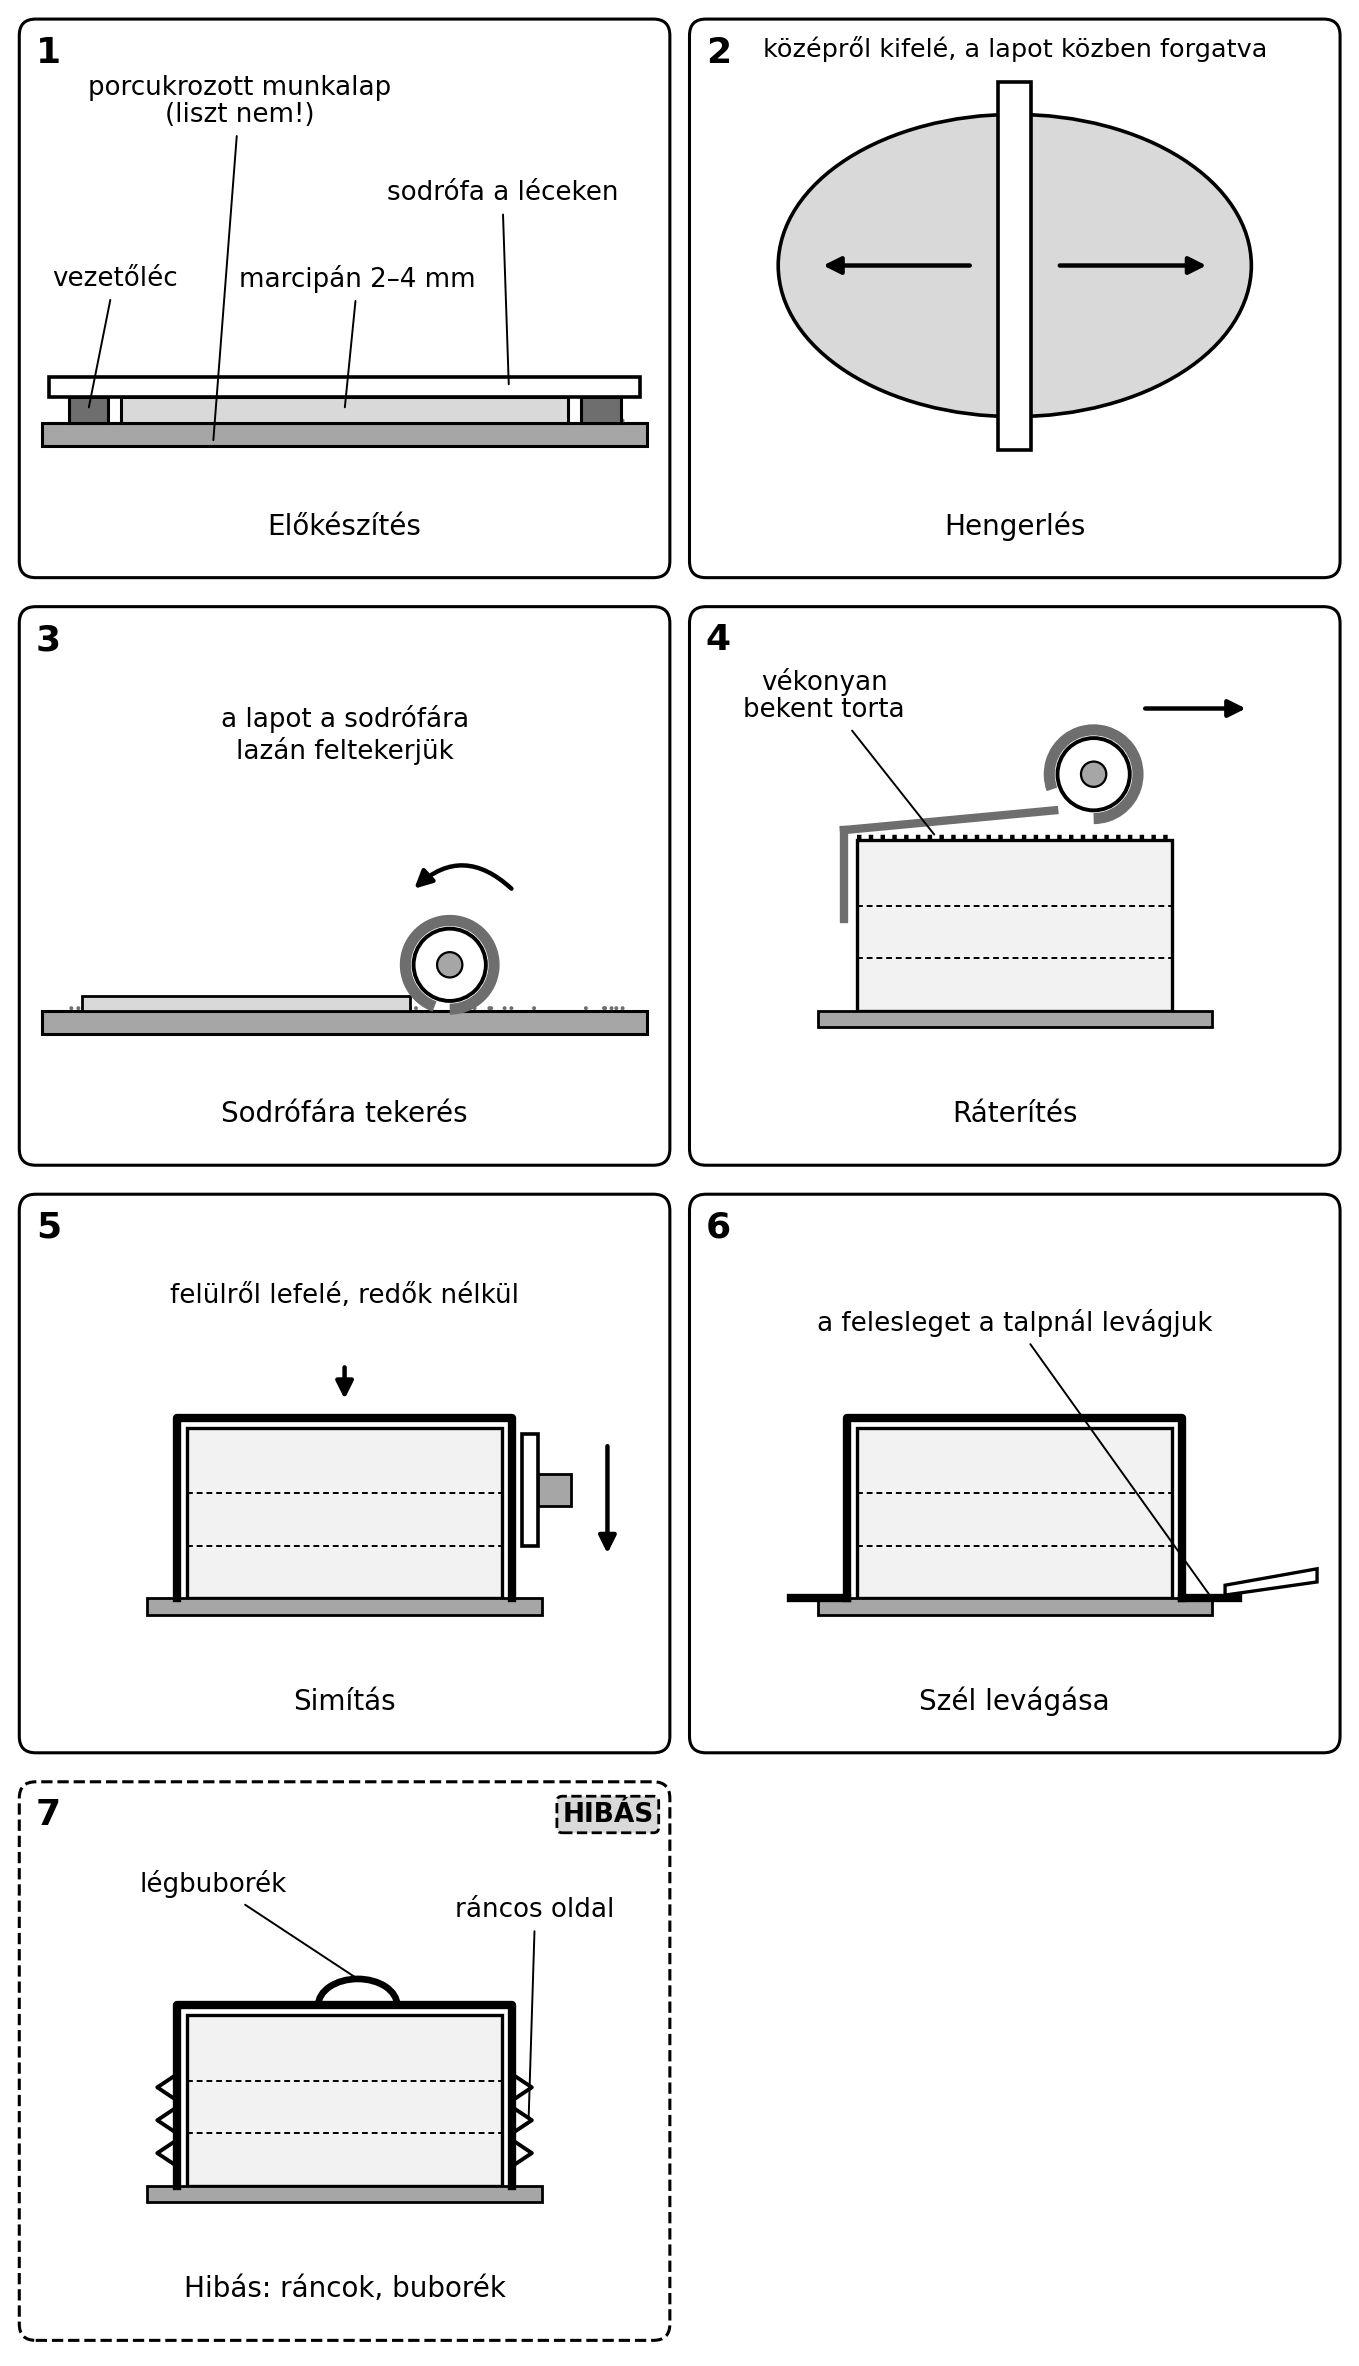 1
porcukrozott munkalap
(liszt nem!)
sodrófa a léceken
vezetőléc
marcipán 2–4 mm
Előkészítés
2
középről kifelé, a lapot közben forgatva
Hengerlés
3
a lapot a sodrófára
lazán feltekerjük
Sodrófára tekerés
4
vékonyan
bekent torta
Ráterítés
5
felülről lefelé, redők nélkül
Simítás
6
a felesleget a talpnál levágjuk
Szél levágása
7
HIBÁS
légbuborék
ráncos oldal
Hibás: ráncok, buborék